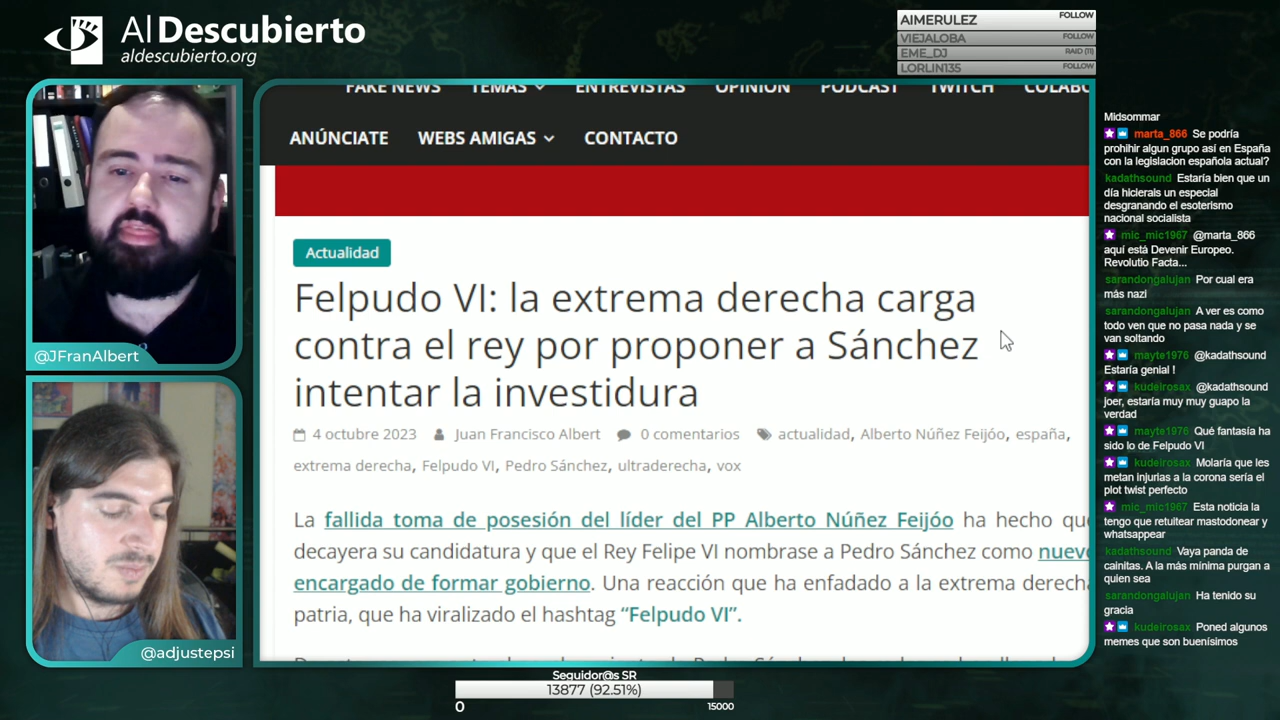 Al Descubierto
aldescubierto.org
AIMERULEZ FOLLOW
VIEJALOBA FOLLOW
EME_DJ RAID (11)
LORLIN135 FOLLOW
@JFranAlbert
@adjustepsi
FAKE NEWS TEMAS ENTREVISTAS OPINIÓN PODCAST TWITCH COLABO
ANÚNCIATE WEBS AMIGAS CONTACTO
Actualidad
Felpudo VI: la extrema derecha carga
contra el rey por proponer a Sánchez
intentar la investidura
4 octubre 2023 Juan Francisco Albert 0 comentarios actualidad, Alberto Núñez Feijóo, españa,
extrema derecha, Felpudo VI, Pedro Sánchez, ultraderecha, vox
La fallida toma de posesión del líder del PP Alberto Núñez Feijóo ha hecho que
decayera su candidatura y que el Rey Felipe VI nombrase a Pedro Sánchez como nuevo
encargado de formar gobierno. Una reacción que ha enfadado a la extrema derecha
patria, que ha viralizado el hashtag “Felpudo VI”.
Midsommar
marta_866 Se podría
prohihir algun grupo así en España
con la legislacion española actual?
kadathsound Estaría bien que un
día hicierais un especial
desgranando el esoterismo
nacional socialista
mic_mic1967 @marta_866
aquí está Devenir Europeo.
Revolutio Facta...
sarandongalujan Por cual era
más nazi
sarandongalujan A ver es como
todo ven que no pasa nada y se
van soltando
mayte1976 @kadathsound
Estaría genial !
kudeirosax @kadathsound
joer, estaría muy muy guapo la
verdad
mayte1976 Qué fantasía ha
sido lo de Felpudo VI
kudeirosax Molaría que les
metan injurias a la corona sería el
plot twist perfecto
mic_mic1967 Esta noticia la
tengo que retuitear mastodonear y
whatsappear
kadathsound Vaya panda de
cainitas. A la más mínima purgan a
quien sea
sarandongalujan Ha tenido su
gracia
kudeirosax Poned algunos
memes que son buenísimos
Seguidor@s SR
13877 (92.51%)
0 15000